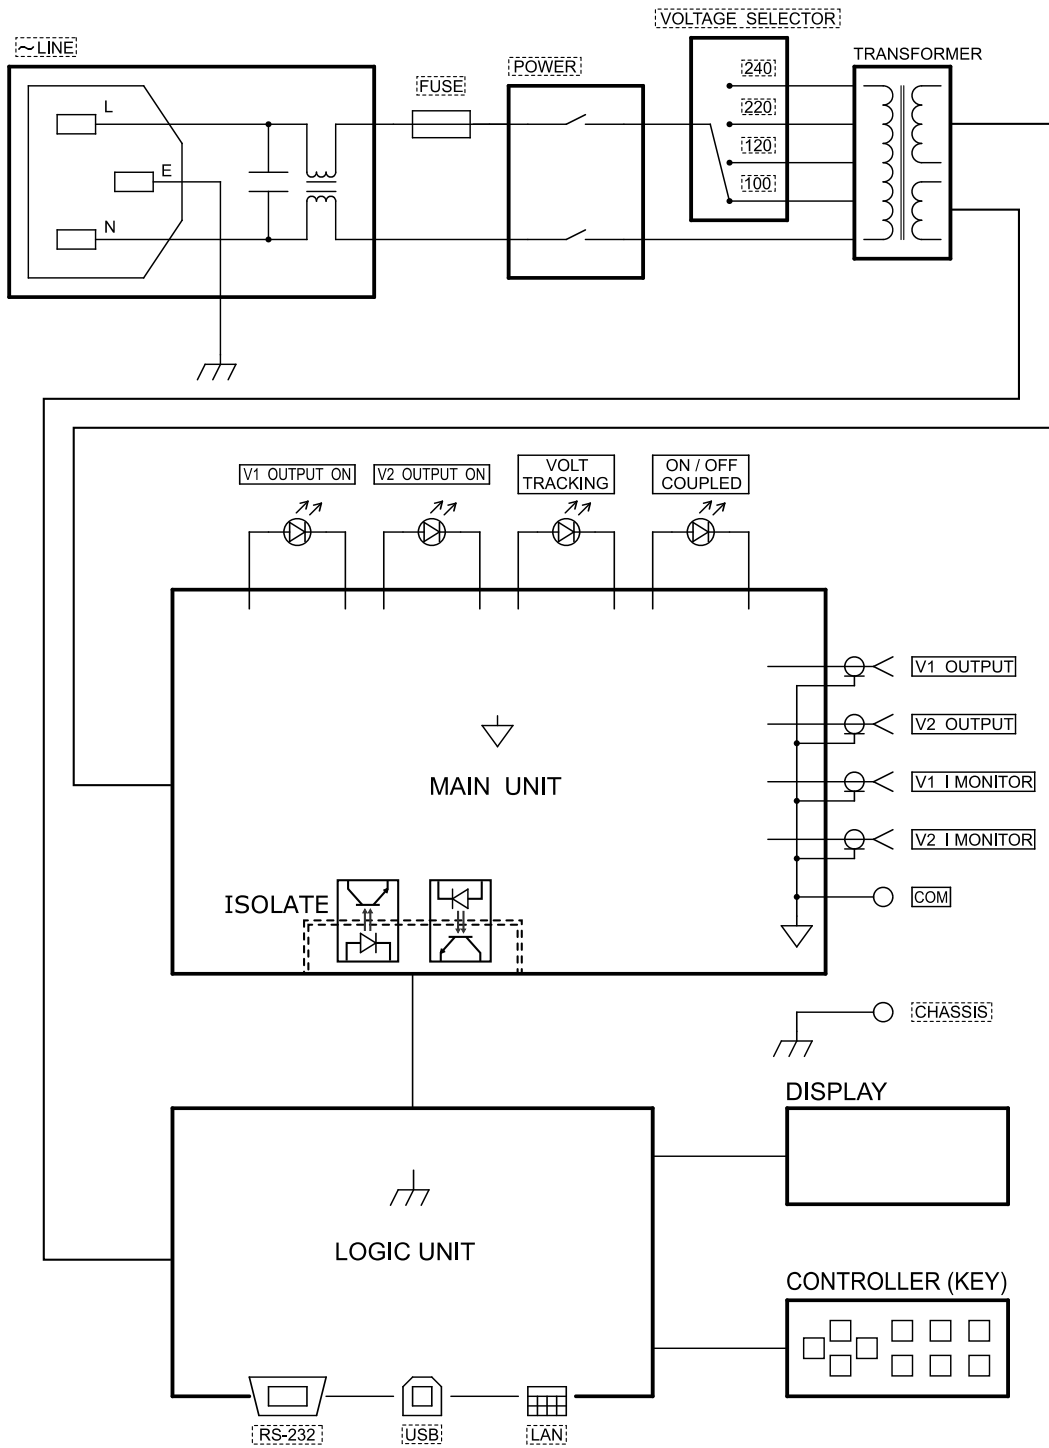 VOLTAGE SELECTOR
∼LINE
POWER
TRANSFORMER
FUSE
240
220
120
100
L
E
N
V1 OUTPUT ON
V2 OUTPUT ON
VOLT
TRACKING
ON / OFF
COUPLED
V1 OUTPUT
V2 OUTPUT
V1 I MONITOR
V2 I MONITOR
COM
MAIN UNIT
ISOLATE
CHASSIS
DISPLAY
LOGIC UNIT
CONTROLLER (KEY)
RS-232
USB
LAN